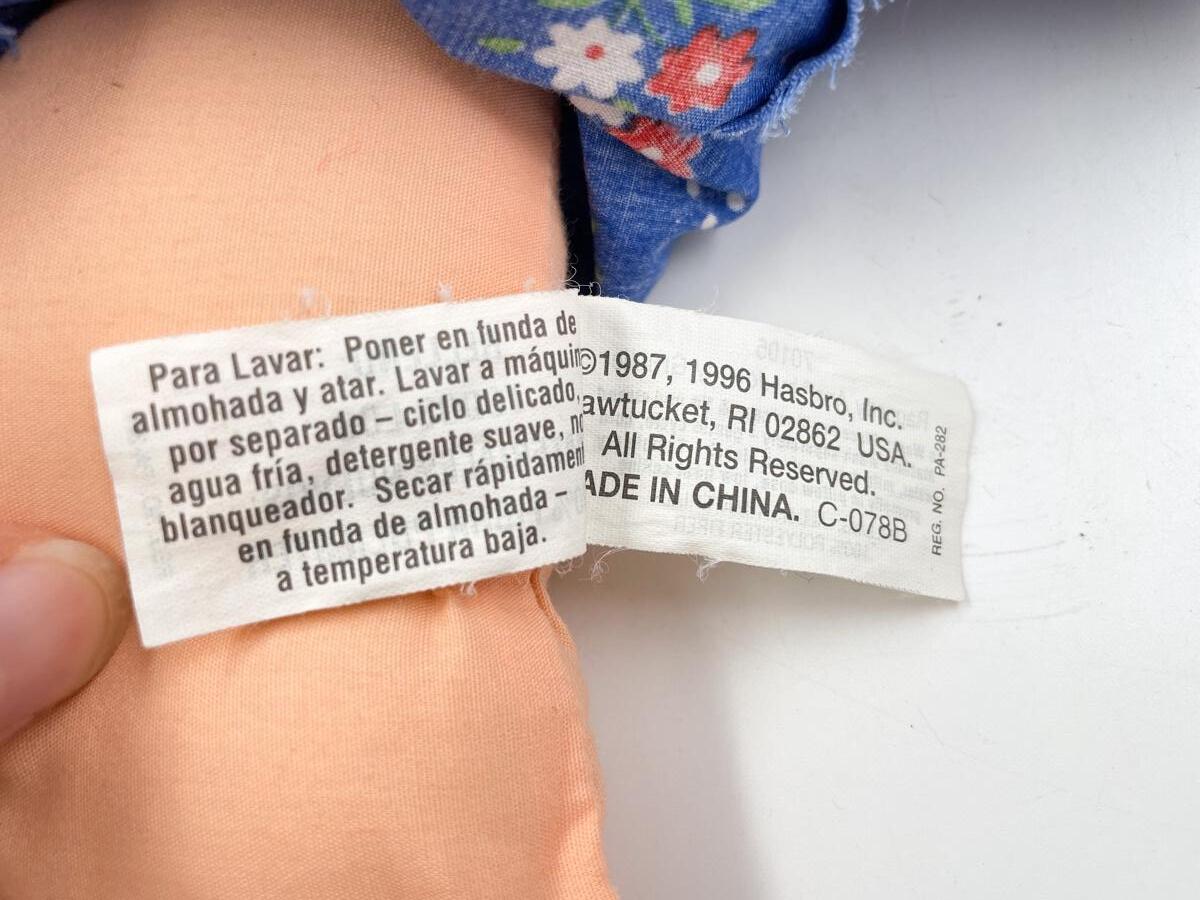 Para Lavar: Poner en funda de
almohada y atar. Lavar a máquin
por separado – ciclo delicado,
agua fría, detergente suave, no
blanqueador. Secar rápidamen
en funda de almohada –
a temperatura baja.
©1987, 1996 Hasbro, Inc.
awtucket, RI 02862 USA.
All Rights Reserved.
ADE IN CHINA. C-078B
REG. NO. PA-282
70106